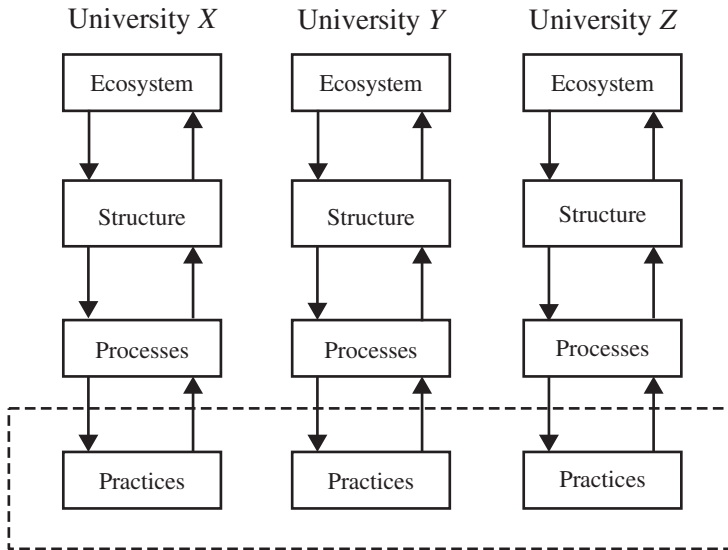 University X University Y University Z
Ecosystem Ecosystem Ecosystem
Structure Structure Structure
Processes Processes Processes
Practices Practices Practices